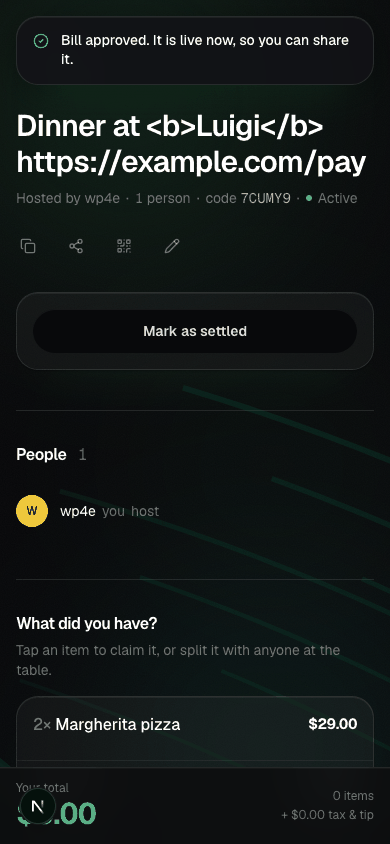 Bill approved. It is live now, so you can share
it.
Dinner at <b>Luigi</b>
https://example.com/pay
Hosted by wp4e · 1 person · code 7CUMY9 · Active
Mark as settled
People 1
W wp4e you host
What did you have?
Tap an item to claim it, or split it with anyone at the
table.
2× Margherita pizza $29.00
Your total
0 items
N
+ $0.00 tax & tip